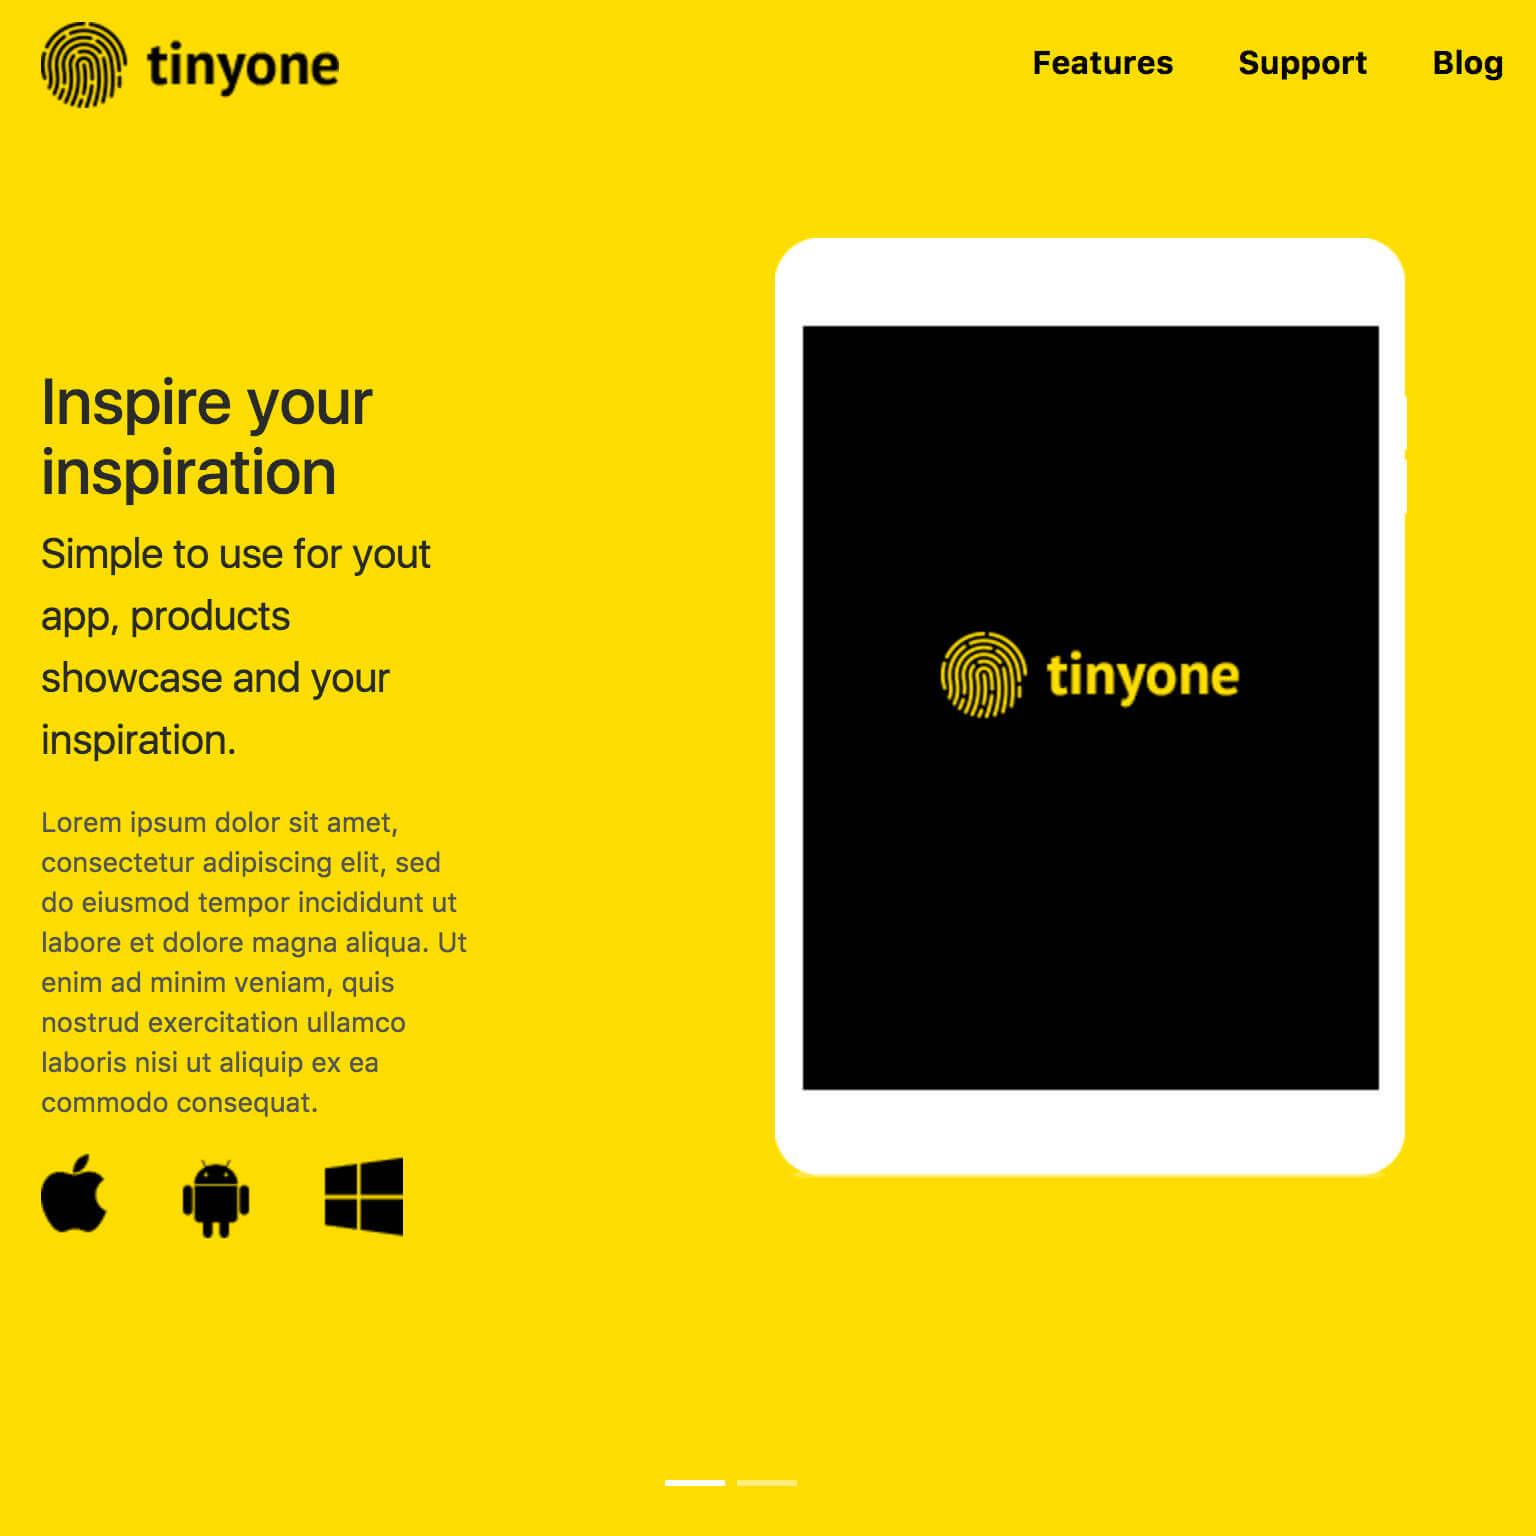 tinyone
Features Support Blog
Inspire your
inspiration
Simple to use for yout
app, products
showcase and your
inspiration.
Lorem ipsum dolor sit amet,
consectetur adipiscing elit, sed
do eiusmod tempor incididunt ut
labore et dolore magna aliqua. Ut
enim ad minim veniam, quis
nostrud exercitation ullamco
laboris nisi ut aliquip ex ea
commodo consequat.
tinyone